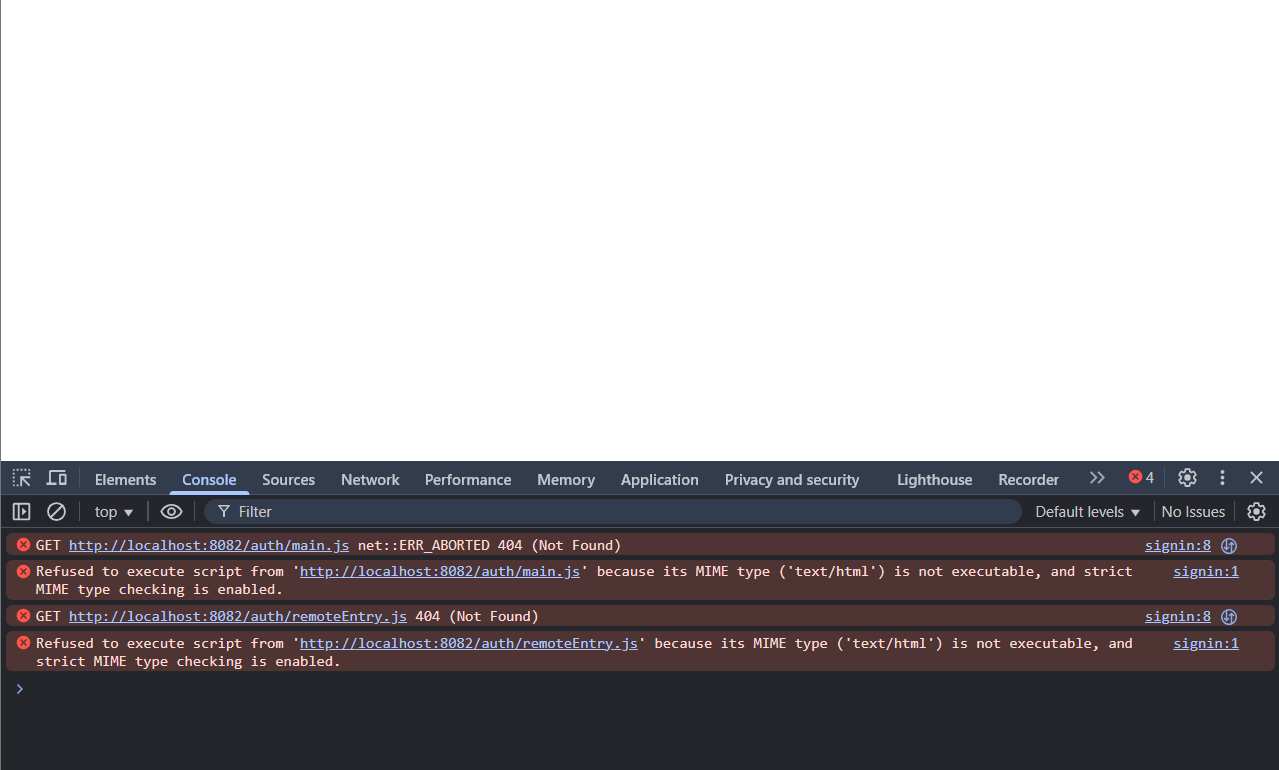 Elements Console Sources Network Performance Memory Application Privacy and security Lighthouse Recorder 4
top Filter Default levels No Issues
GET http://localhost:8082/auth/main.js net::ERR_ABORTED 404 (Not Found) signin:8
Refused to execute script from 'http://localhost:8082/auth/main.js' because its MIME type ('text/html') is not executable, and strict signin:1
MIME type checking is enabled.
GET http://localhost:8082/auth/remoteEntry.js 404 (Not Found) signin:8
Refused to execute script from 'http://localhost:8082/auth/remoteEntry.js' because its MIME type ('text/html') is not executable, and signin:1
strict MIME type checking is enabled.